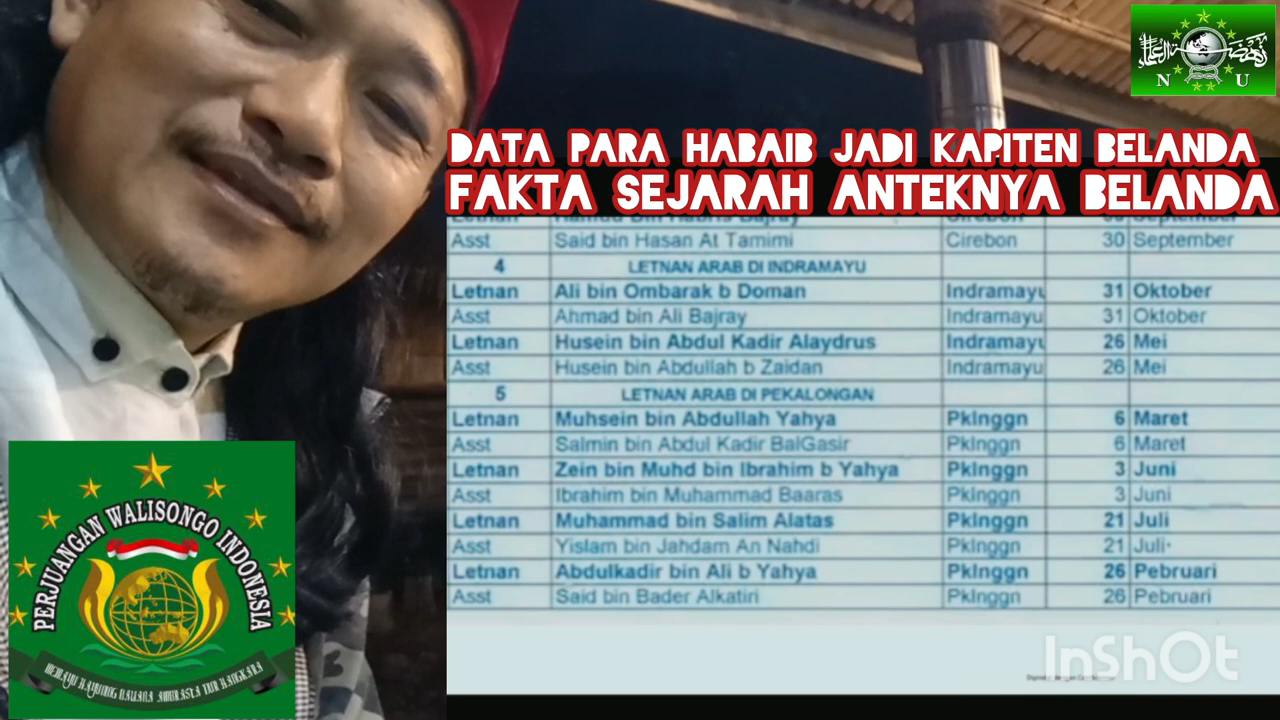 N U
DATA PARA HABAIB JADI KAPITEN BELANDA
FAKTA SEJARAH ANTEKNYA BELANDA
Letnan Cirebon September
Asst Said bin Hasan At Tamimi Cirebon 30 September
4 LETNAN ARAB DI INDRAMAYU
Letnan Ali bin Ombarak b Doman Indramayu 31 Oktober
Asst Ahmad bin Ali Bajray Indramayu 31 Oktober
Letnan Husein bin Abdul Kadir Alaydrus Indramayu 26 Mei
Asst Husein bin Abdullah b Zaidan Indramayu 26 Mei
5 LETNAN ARAB DI PEKALONGAN
Letnan Muhsein bin Abdullah Yahya Pklnggn 6 Maret
Asst Salmin bin Abdul Kadir BalGasir Pklnggn 6 Maret
Letnan Zein bin Muhd bin Ibrahim b Yahya Pklnggn 3 Juni
Asst Ibrahim bin Muhammad Baaras Pklnggn 3 Juni
Letnan Muhammad bin Salim Alatas Pklnggn 21 Juli
Asst Yislam bin Jahdam An Nahdi Pklnggn 21 Juli
Letnan Abdulkadir bin Ali b Yahya Pklnggn 26 Pebruari
Asst Said bin Bader Alkatiri Pklnggn 26 Pebruari
PERJUANGAN WALISONGO INDONESIA
InShOt